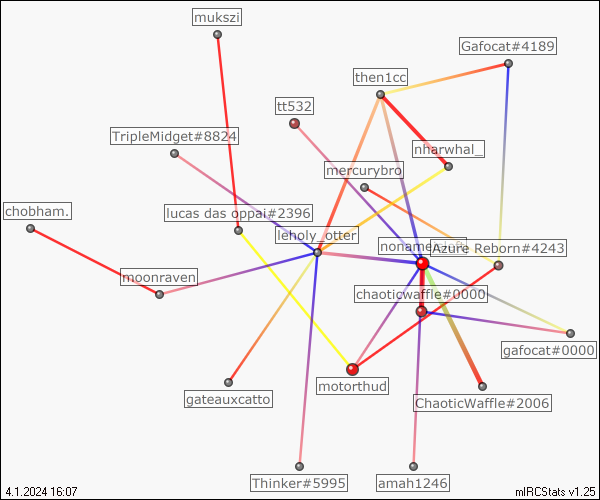 mukszi
Gafocat#4189
then1cc
tt532
TripleMidget#8824
nharwhal_
mercurybro
chobham.
lucas das oppai#2396
leholy_otter
Azure Reborn#4243
moonraven
chaoticwaffle#0000
gafocat#0000
motorthud
gateauxcatto
ChaoticWaffle#2006
Thinker#5995
amah1246
4.1.2024 16:07
mIRCStats v1.25